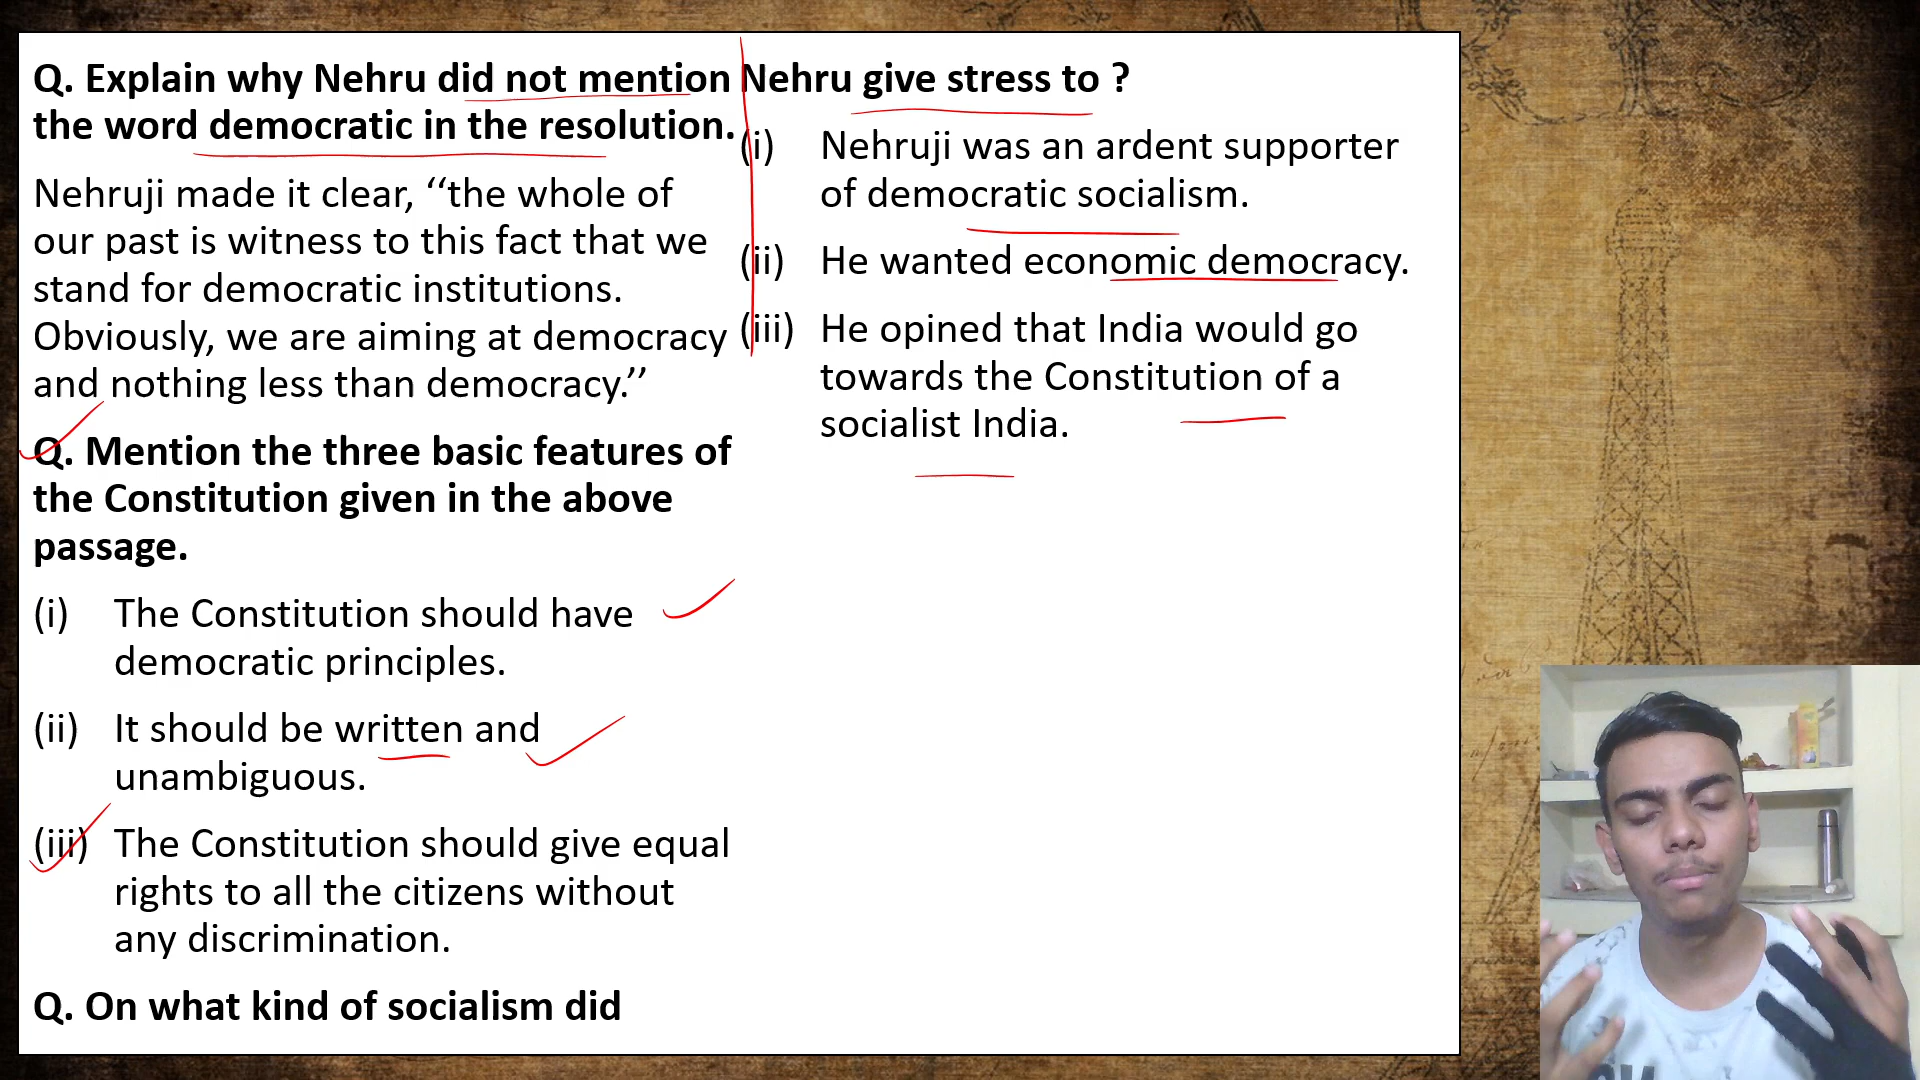 Q. Explain why Nehru did not mention
the word democratic in the resolution.
Nehruji made it clear, ‘‘the whole of
our past is witness to this fact that we
stand for democratic institutions.
Obviously, we are aiming at democracy
and nothing less than democracy.’’
Q. Mention the three basic features of
the Constitution given in the above
passage.
(i) The Constitution should have
democratic principles.
(ii) It should be written and
unambiguous.
(iii) The Constitution should give equal
rights to all the citizens without
any discrimination.
Q. On what kind of socialism did
Nehru give stress to ?
(i) Nehruji was an ardent supporter
of democratic socialism.
(ii) He wanted economic democracy.
(iii) He opined that India would go
towards the Constitution of a
socialist India.